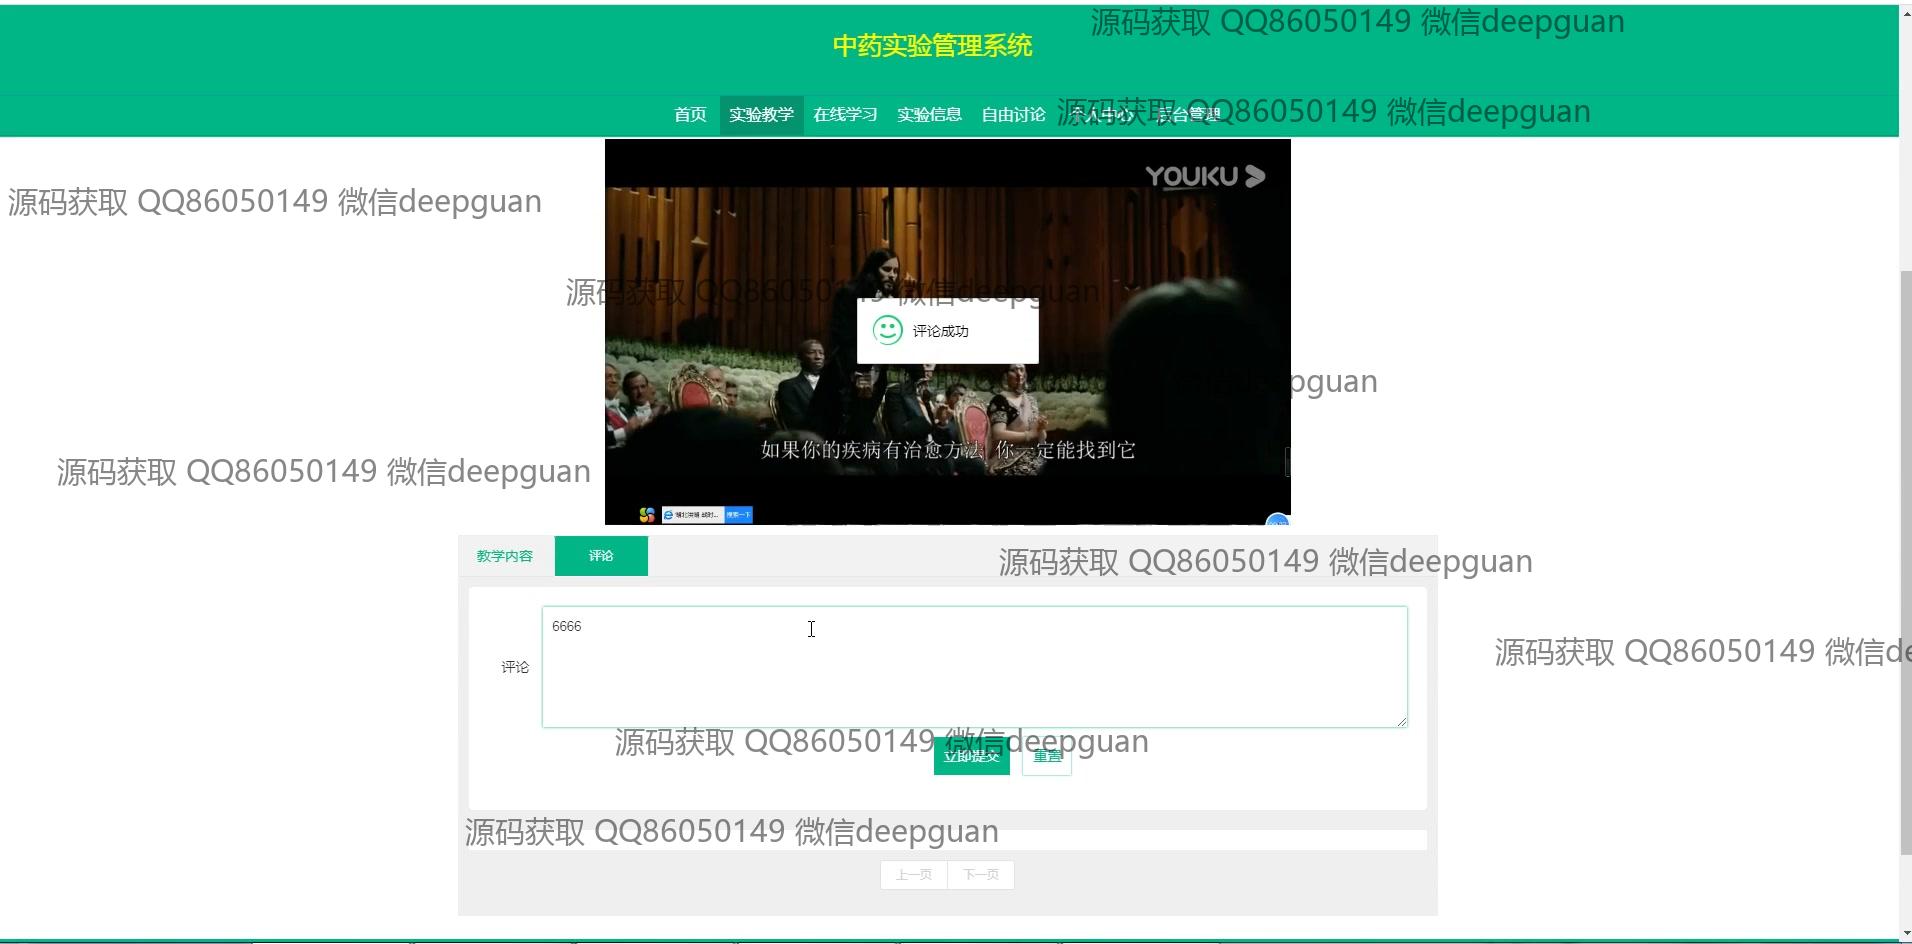 源码获取 QQ86050149 微信deepguan
中药实验管理系统
首页 实验教学 在线学习 实验信息 自由讨论 个人中心 后台管理
源码获取 QQ86050149 微信deepguan
YOUKU
源码获取 QQ86050149 微信deepguan
源码获取 QQ86050149 微信deepguan
评论成功
pguan
如果你的疾病有治愈方法 你一定能找到它
源码获取 QQ86050149 微信deepguan
搜索一下
教学内容 评论
源码获取 QQ86050149 微信deepguan
6666
评论
源码获取 QQ86050149 微信de
源码获取 QQ86050149 微信deepguan
立即提交 重置
源码获取 QQ86050149 微信deepguan
上一页 下一页